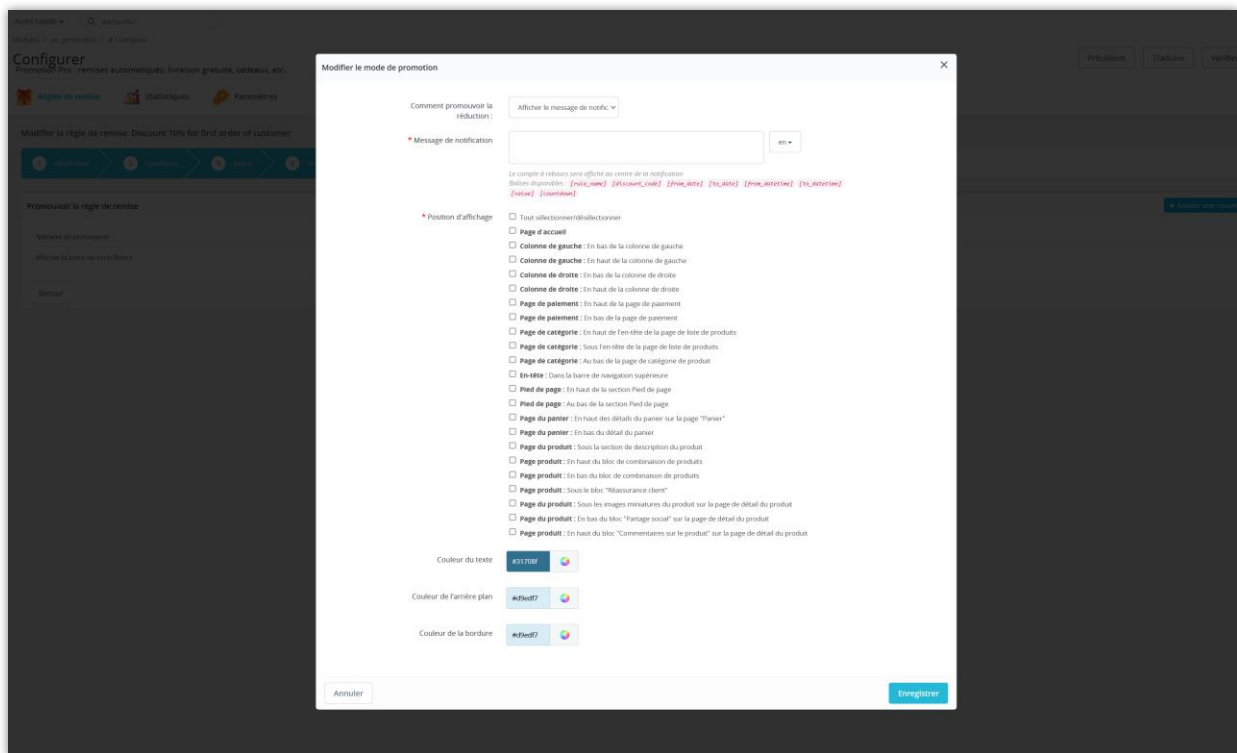 Accès rapide
Rechercher
Modules / ets_promotion / Configurer
Configurer
Promotion Pro : remises automatiques, livraison gratuite, cadeaux, etc.
Précédent
Traduire
Règles de remise
Statistiques
Paramètres
Modifier la règle de remise: Discount 10% for first order of customer
1
2
3
4
Promouvoir la règle de remise
Retour
Modifier le mode de promotion
×
Comment promouvoir la
réduction :
Afficher le message de notific
* Message de notification
en
Le compte à rebours sera affiché au centre de la notification
Balises disponibles : [rule_name] [discount_code] [from_date] [to_date] [from_datetime] [to_datetime]
[value] [countdown]
* Position d'affichage
Tout sélectionner/désélectionner
Page d'accueil
Colonne de gauche : En bas de la colonne de gauche
Colonne de gauche : En haut de la colonne de gauche
Colonne de droite : En bas de la colonne de droite
Colonne de droite : En haut de la colonne de droite
Page de paiement : En haut de la page de paiement
Page de paiement : En bas de la page de paiement
Page de catégorie : En haut de l'en-tête de la page de liste de produits
Page de catégorie : Sous l'en-tête de la page de liste de produits
Page de catégorie : Au bas de la page de catégorie de produit
En-tête : Dans la barre de navigation supérieure
Pied de page : En haut de la section Pied de page
Pied de page : Au bas de la section Pied de page
Page du panier : En haut des détails du panier sur la page "Panier"
Page du panier : En bas du détail du panier
Page du produit : Sous la section de description du produit
Page produit : En haut du bloc de combinaison de produits
Page produit : En bas du bloc de combinaison de produits
Page produit : Sous le bloc "Réassurance client"
Page du produit : Sous les images miniatures du produit sur la page de détail du produit
Page du produit : En bas du bloc "Partage social" sur la page de détail du produit
Page produit : En haut du bloc "Commentaires sur le produit" sur la page de détail du produit
Couleur du texte
#31708f
Couleur de l'arrière plan
#d9edf7
Couleur de la bordure
#d9edf7
Annuler
Enregistrer